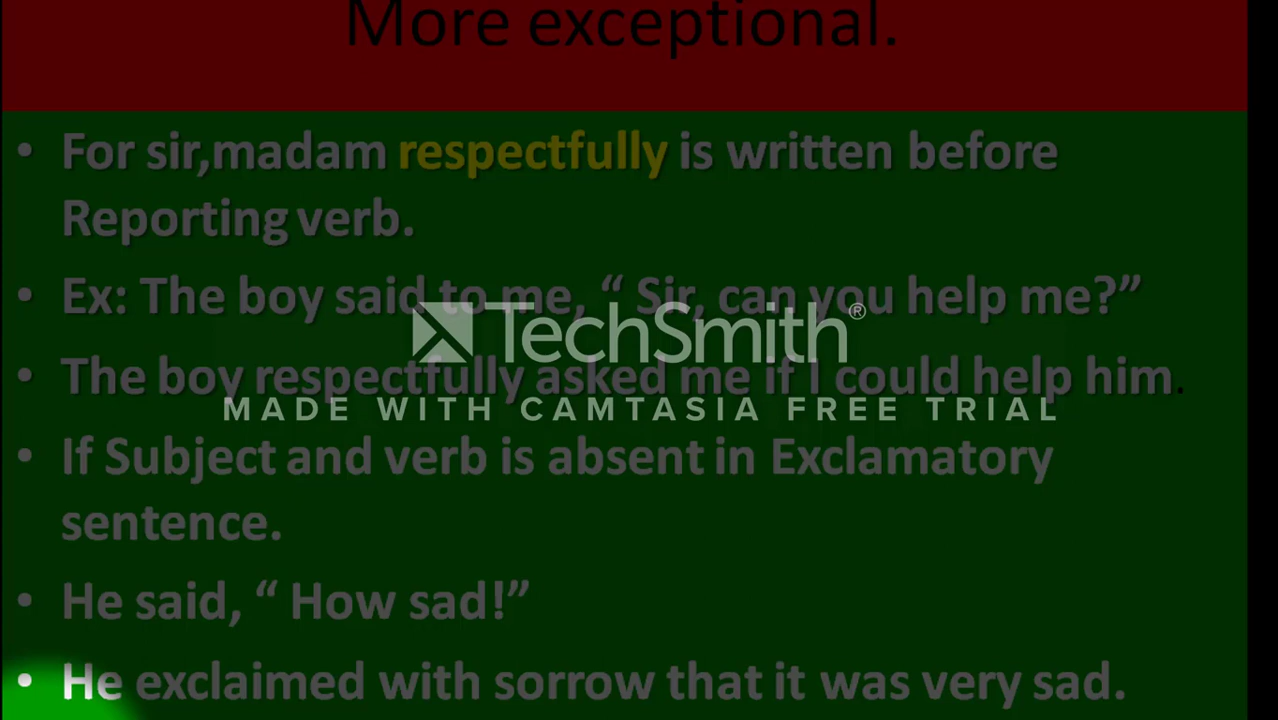 More exceptional.
• For sir,madam respectfully is written before
Reporting verb.
• Ex: The boy said to me, “ Sir, can you help me?”
TechSmith®
• The boy respectfully asked me if I could help him.
MADE WITH CAMTASIA FREE TRIAL
• If Subject and verb is absent in Exclamatory
sentence.
• He said, “ How sad!”
• He exclaimed with sorrow that it was very sad.